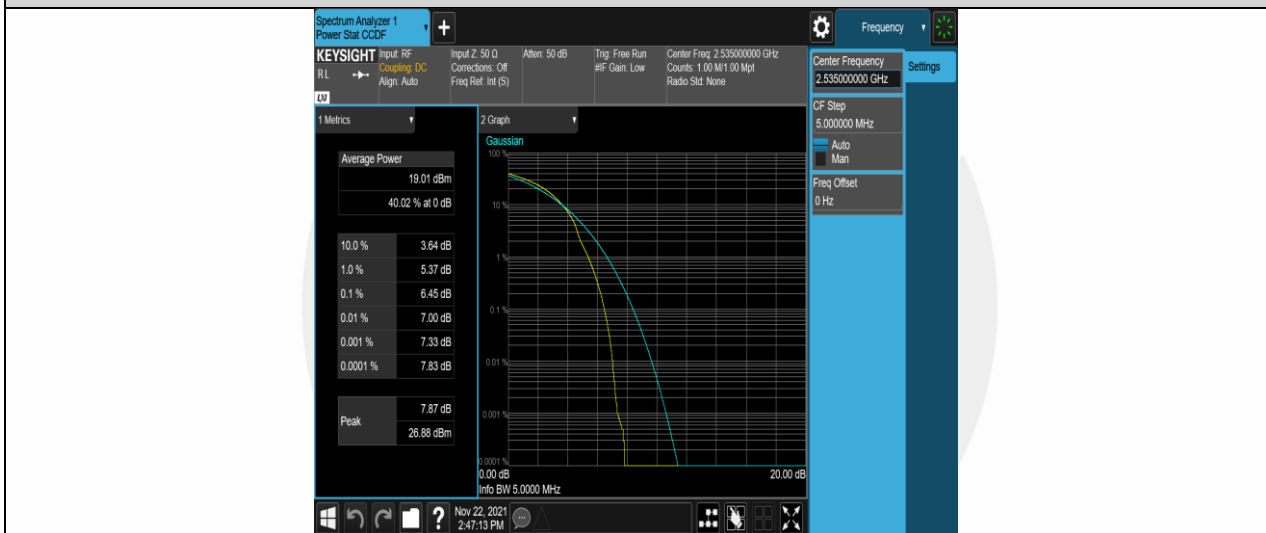 Spectrum Analyzer 1
Power Stat CCDF
Frequency
KEYSIGHT
RL
LXI
Input: RF
Coupling: DC
Align: Auto
Input Z: 50 Ω
Corrections: Off
Freq Ref: Int (S)
Atten: 50 dB
Trig: Free Run
#IF Gain: Low
Center Freq: 2.535000000 GHz
Counts: 1.00 M/1.00 Mpt
Radio Std: None
Center Frequency
2.535000000 GHz
Settings
CF Step
5.000000 MHz
Auto
Man
Freq Offset
0 Hz
1 Metrics
Average Power
19.01 dBm
40.02 % at 0 dB
10.0 % 3.64 dB
1.0 % 5.37 dB
0.1 % 6.45 dB
0.01 % 7.00 dB
0.001 % 7.33 dB
0.0001 % 7.83 dB
Peak 7.87 dB
26.88 dBm
2 Graph
Gaussian
100 %
10 %
1 %
0.1 %
0.01 %
0.001 %
0.0001 %
0.00 dB 20.00 dB
Info BW 5.0000 MHz
?
Nov 22, 2021
2:47:13 PM